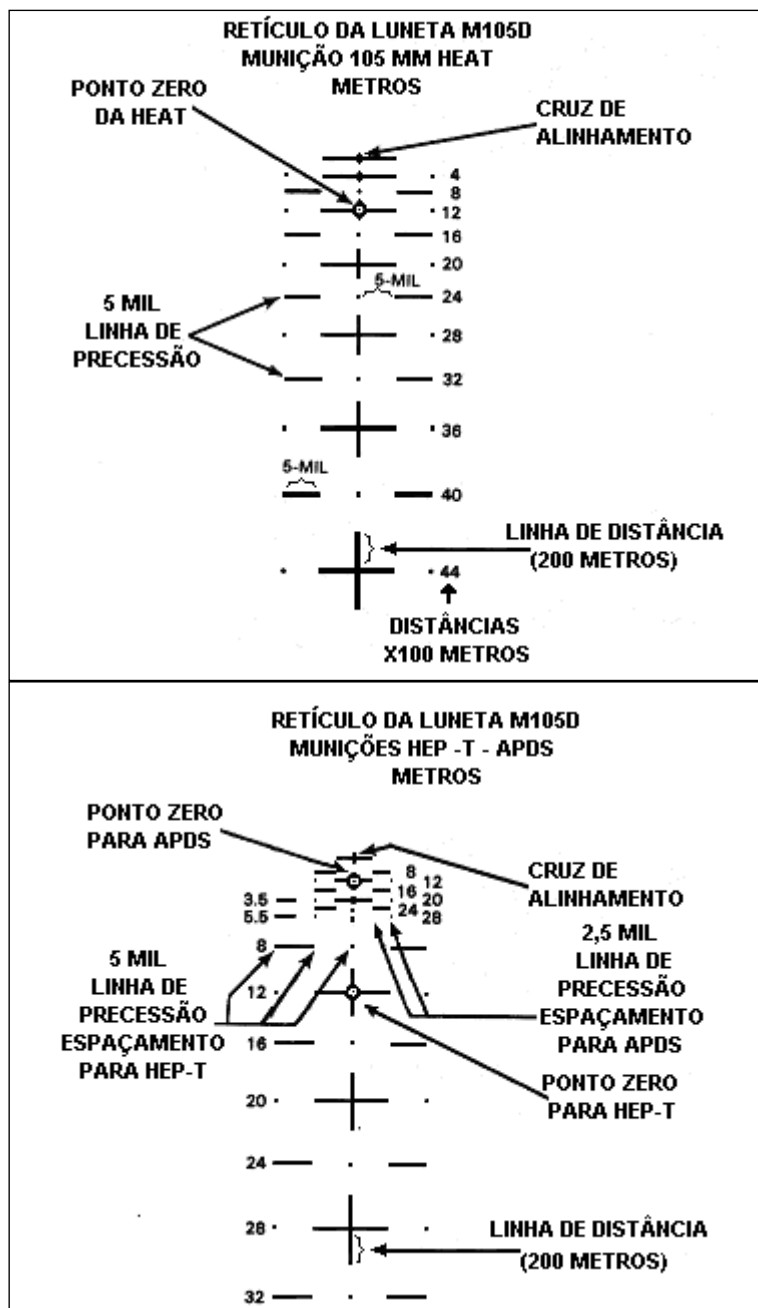 RETÍCULO DA LUNETA M105D
MUNIÇÃO 105 MM HEAT
METROS
PONTO ZERO
DA HEAT
CRUZ DE
ALINHAMENTO
4
8
12
16
20
5-MIL
24
5 MIL
LINHA DE
PRECESSÃO
28
32
36
5-MIL
40
LINHA DE DISTÂNCIA
(200 METROS)
44
DISTÂNCIAS
X100 METROS
RETÍCULO DA LUNETA M105D
MUNIÇÕES HEP -T - APDS
METROS
PONTO ZERO
PARA APDS
CRUZ DE
ALINHAMENTO
8
12
16
20
24
28
3.5
5.5
8
12
16
20
24
28
32
5 MIL
LINHA DE
PRECESSÃO
ESPAÇAMENTO
PARA HEP-T
2,5 MIL
LINHA DE
PRECESSÃO
ESPAÇAMENTO
PARA APDS
PONTO ZERO
PARA HEP-T
LINHA DE DISTÂNCIA
(200 METROS)